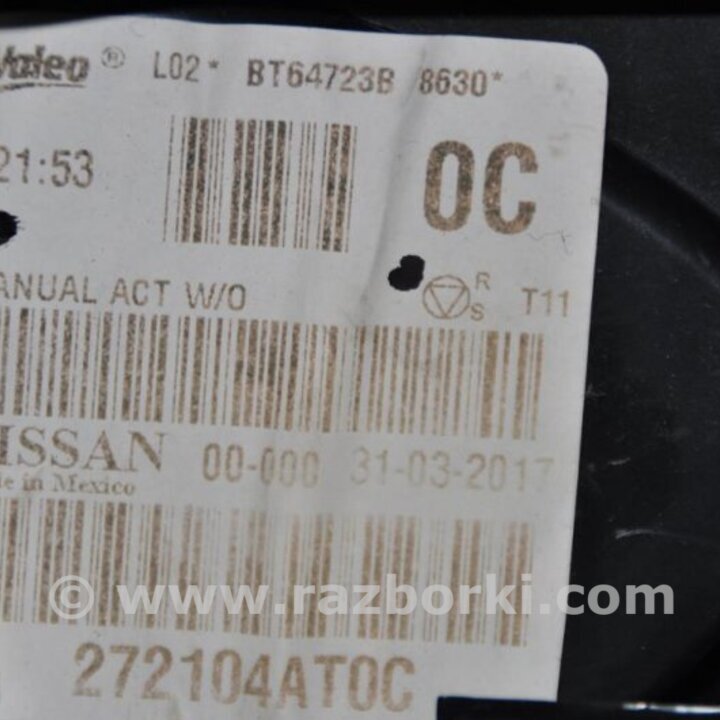 Valeo® L02* BT64723B 8630*
21:53
0C
ANUAL ACT W/O
R
S
T11
ISSAN 00-000 31-03-2017
de in Mexico
© www.razborki.com
272104AT0C